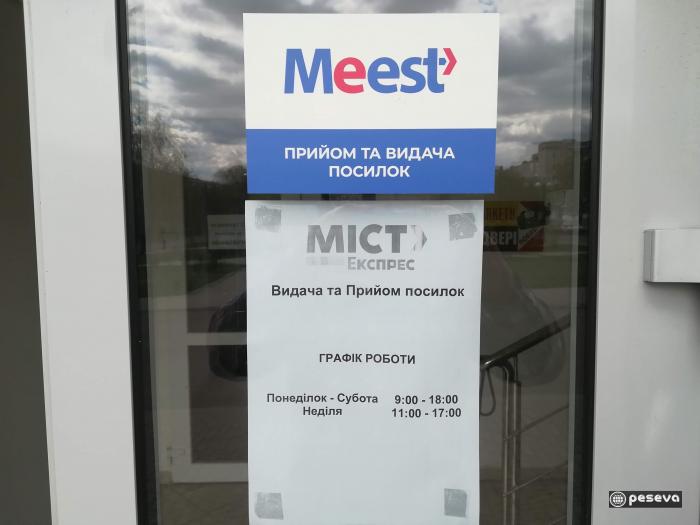 Meest
ПРИЙОМ ТА ВИДАЧА
ПОСИЛОК
МІСТ
ЕКСПРЕС
Видача та Прийом посилок
ГРАФІК РОБОТИ
Понеділок - Субота 9:00 - 18:00
Неділя 11:00 - 17:00
ДВЕРІ
peseva